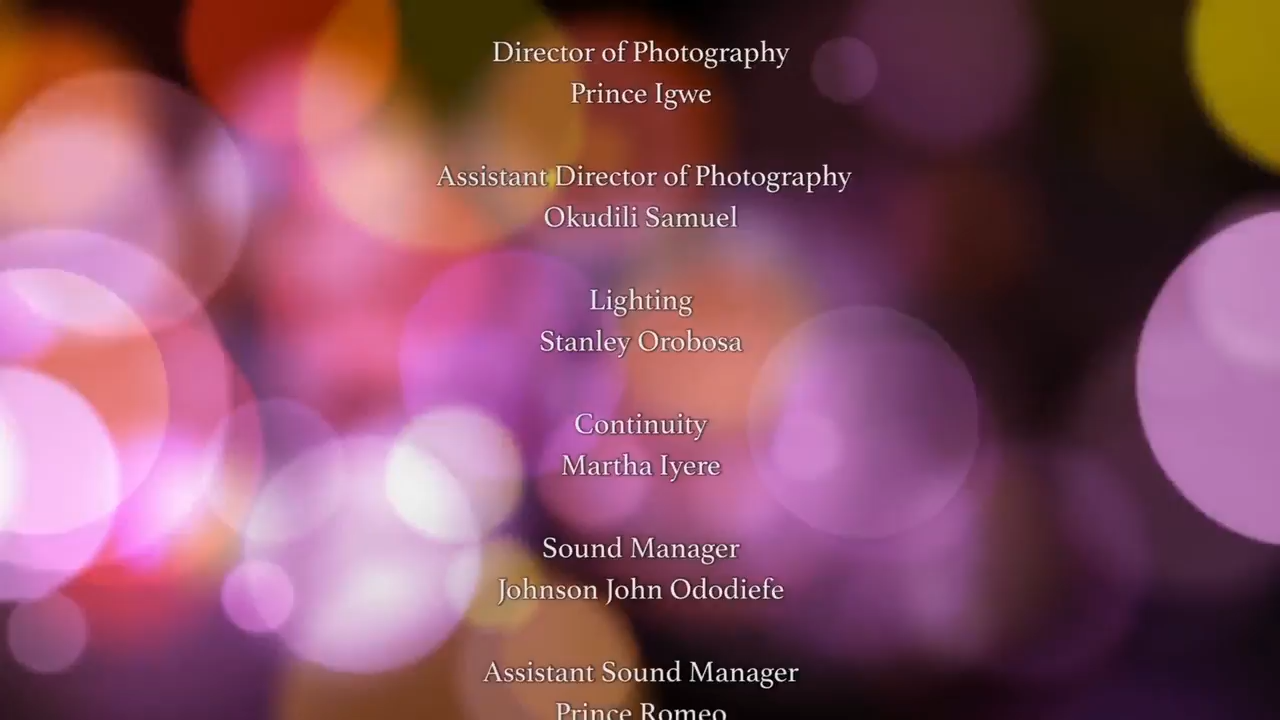 Director of Photography
Prince Igwe
Assistant Director of Photography
Okudili Samuel
Lighting
Stanley Orobosa
Continuity
Martha Iyere
Sound Manager
Johnson John Ododiefe
Assistant Sound Manager
Prince Romeo